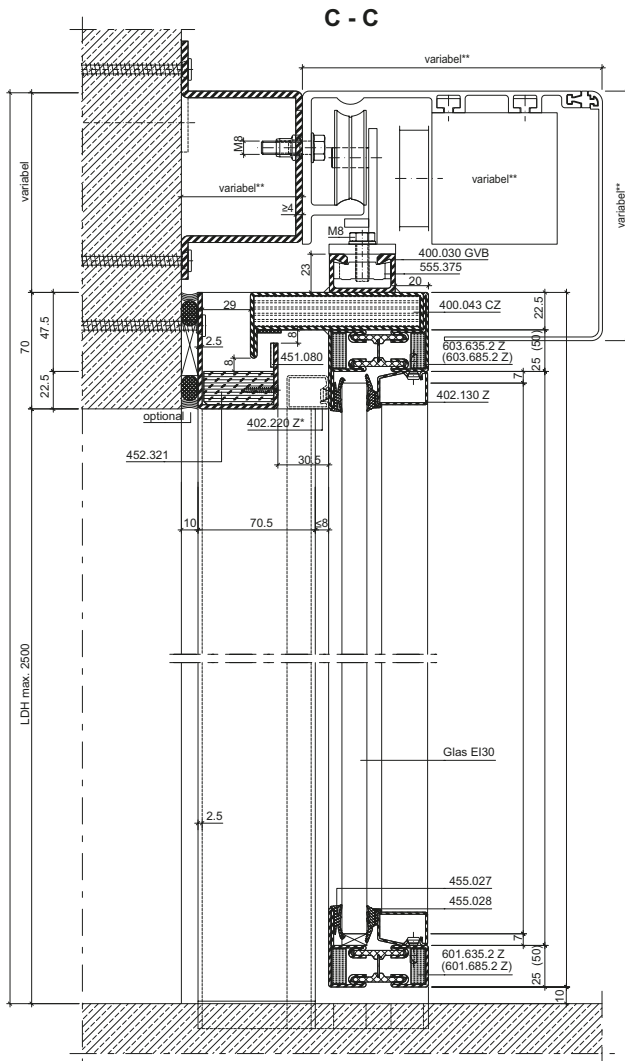 C - C
variabel**
M8
variabel**
variabel**
variabel
variabel**
≥4
M8
400.030 GVB
23
555.375
20
29
400.043 CZ
22.5
47.5
70
2.5
8
451.080
8
603.635.2 Z
(603.685.2 Z)
25 (50)
7
22.5
402.130 Z
optional
402.220 Z*
452.321
30.5
10
70.5
≤8
LDH max. 2500
Glas EI30
2.5
455.027
455.028
7
601.635.2 Z
(601.685.2 Z)
25 (50)
10